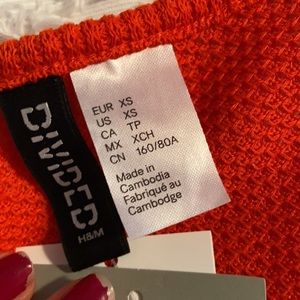 DIVIDED
H&M
EUR XS
US XS
CA TP
MX XCH
CN 160/80A
Made in
Cambodia
Fabriqué au
Cambodge